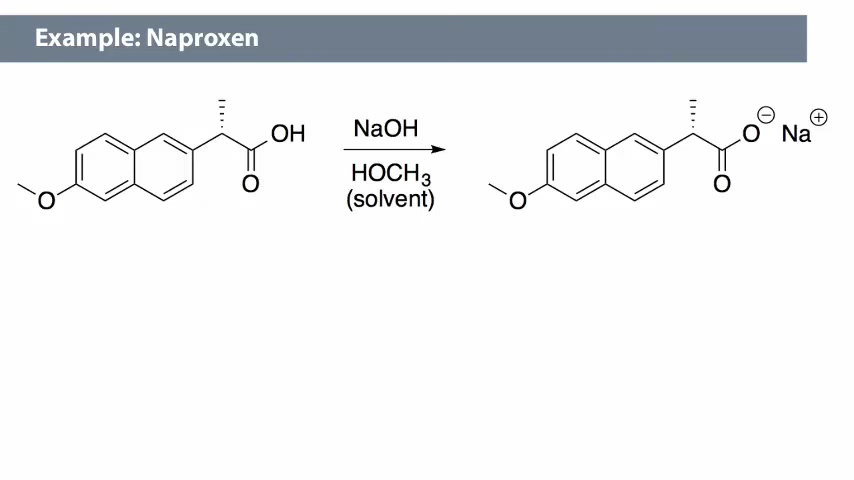 Example: Naproxen
OH
O
O
NaOH
HOCH₃
(solvent)
O⊖ Na⊕
O
O